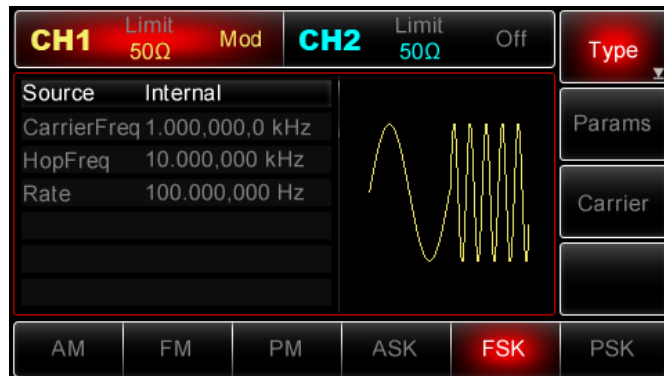 CH1 Limit 50Ω Mod CH2 Limit 50Ω Off
Type
Source Internal
CarrierFreq 1.000,000,0 kHz
HopFreq 10.000,000 kHz
Rate 100.000,000 Hz
Params
Carrier
AM FM PM ASK FSK PSK